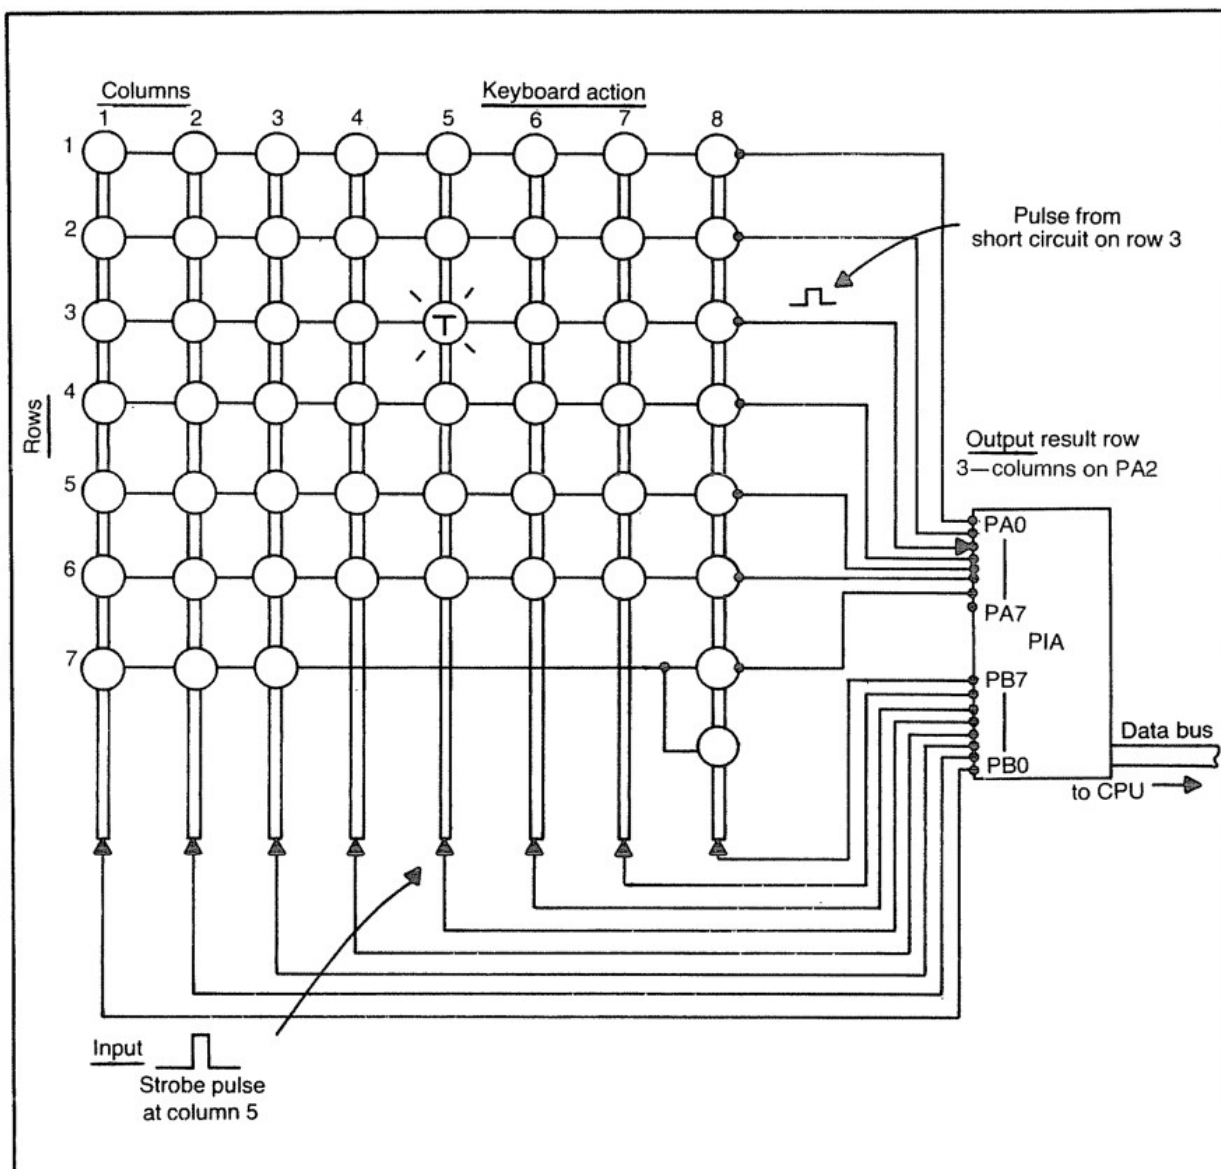 Columns
Keyboard action
1 2 3 4 5 6 7 8
1
2
3
4
5
6
7
Rows
T
Pulse from
short circuit on row 3
Output result row
3—columns on PA2
PA0
PA7
PIA
PB7
PB0
Data bus
to CPU
Input
Strobe pulse
at column 5